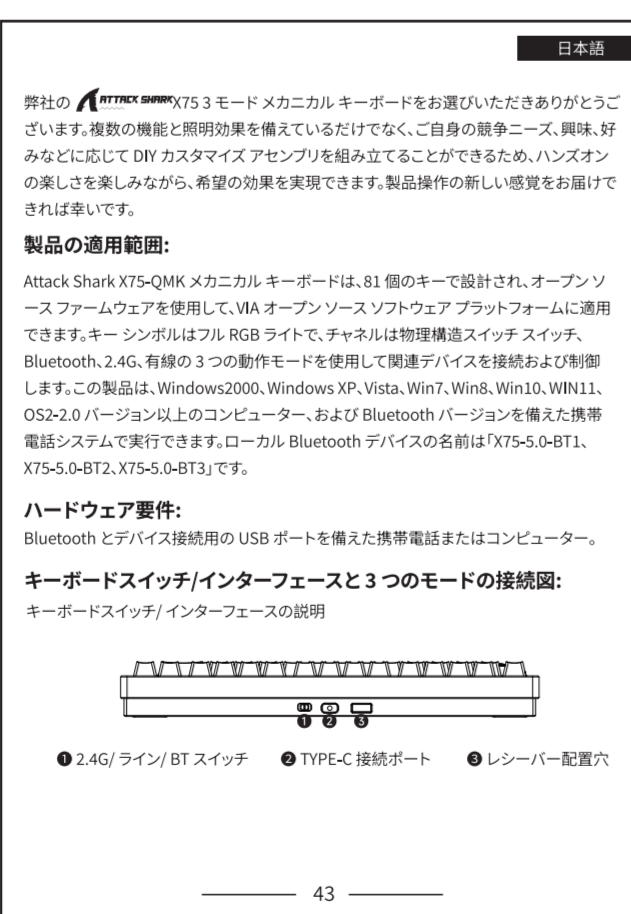 日本語
弊社の ATTACK SHARK X75 3 モード メカニカル キーボードをお選びいただきありがとうご
ざいます。複数の機能と照明効果を備えているだけでなく、ご自身の競争ニーズ、興味、好
みなどに応じて DIY カスタマイズ アセンブリを組み立てることができるため、ハンズオン
の楽しさを楽しみながら、希望の効果を実現できます。製品操作の新しい感覚をお届けで
きれば幸いです。
製品の適用範囲:
Attack Shark X75-QMK メカニカル キーボードは、81 個のキーで設計され、オープン ソ
ース ファームウェアを使用して、VIA オープン ソース ソフトウェア プラットフォームに適用
できます。キー シンボルはフル RGB ライトで、チャネルは物理構造スイッチ スイッチ、
Bluetooth、2.4G、有線の 3 つの動作モードを使用して関連デバイスを接続および制御
します。この製品は、Windows2000、Windows XP、Vista、Win7、Win8、Win10、WIN11、
OS2-2.0 バージョン以上のコンピューター、および Bluetooth バージョンを備えた携帯
電話システムで実行できます。ローカル Bluetooth デバイスの名前は「X75-5.0-BT1、
X75-5.0-BT2、X75-5.0-BT3」です。
ハードウェア要件:
Bluetooth とデバイス接続用の USB ポートを備えた携帯電話またはコンピューター。
キーボードスイッチ/インターフェースと 3 つのモードの接続図:
キーボードスイッチ/ インターフェースの説明
❶ ❷ ❸
❶ 2.4G/ ライン/ BT スイッチ ❷ TYPE-C 接続ポート ❸ レシーバー配置穴
43